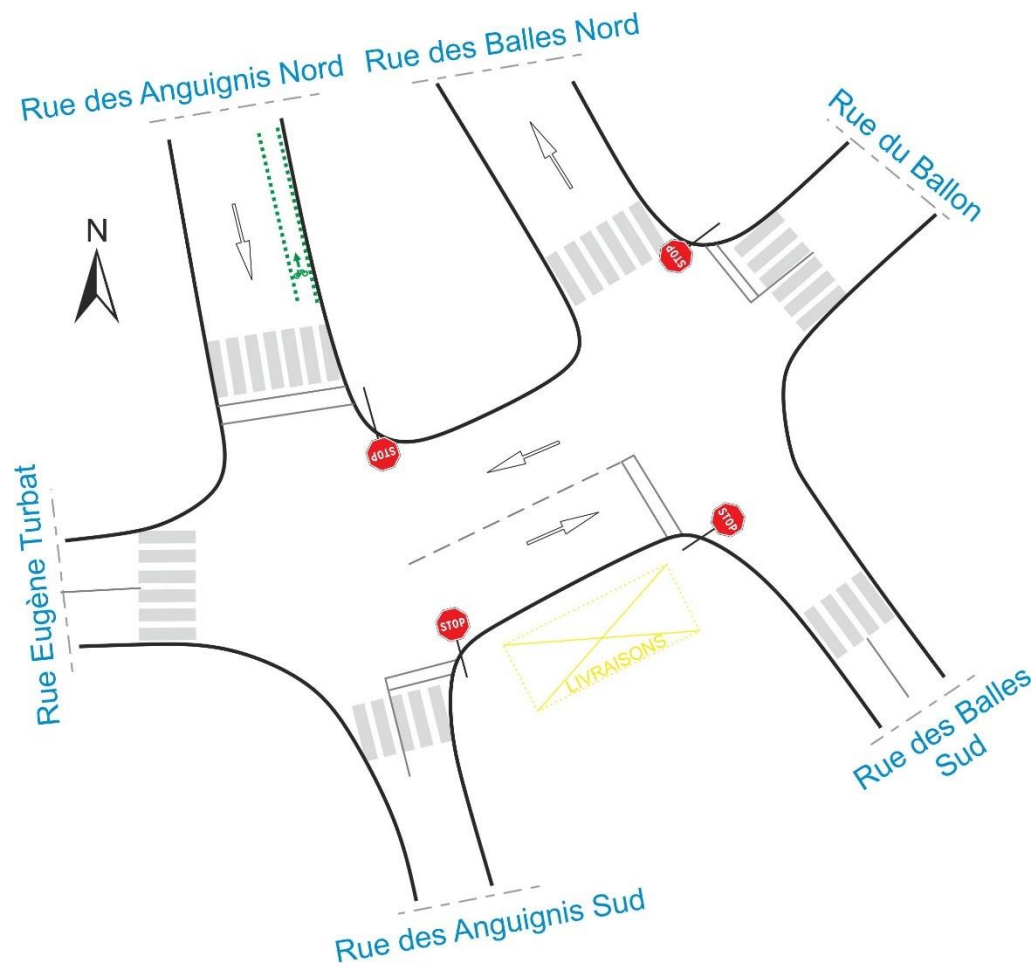 Rue des Anguignis Nord
Rue des Balles Nord
Rue du Ballon
N
STOP
STOP
Rue Eugène Turbat
STOP
STOP
LIVRAISONS
Rue des Balles
Sud
Rue des Anguignis Sud